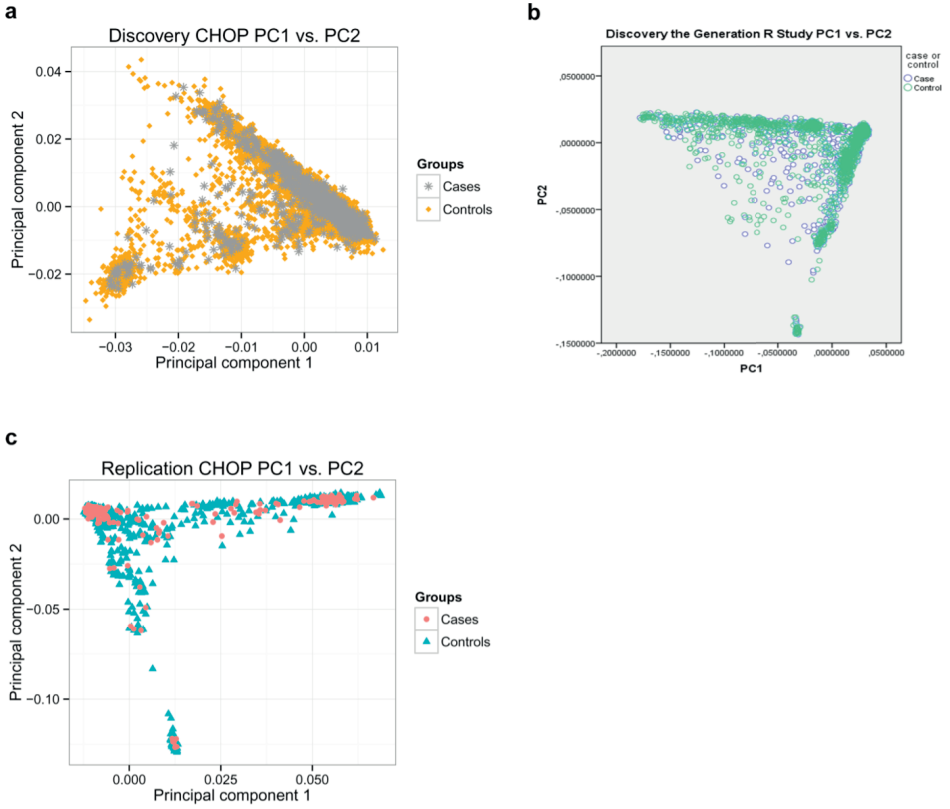 a
Discovery CHOP PC1 vs. PC2
0.04
0.02
0.00
−0.02
Principal component 2
−0.03
−0.02
−0.01
0.00
0.01
Principal component 1
Groups
Cases
Controls
b
Discovery the Generation R Study PC1 vs. PC2
case or
control
Case
Control
,0500000
,0000000
-,0500000
-,1000000
-,1500000
PC2
-,2000000
-,1500000
-,1000000
-,0500000
,0000000
,0500000
PC1
c
Replication CHOP PC1 vs. PC2
0.00
−0.05
−0.10
Principal component 2
0.000
0.025
0.050
Principal component 1
Groups
Cases
Controls